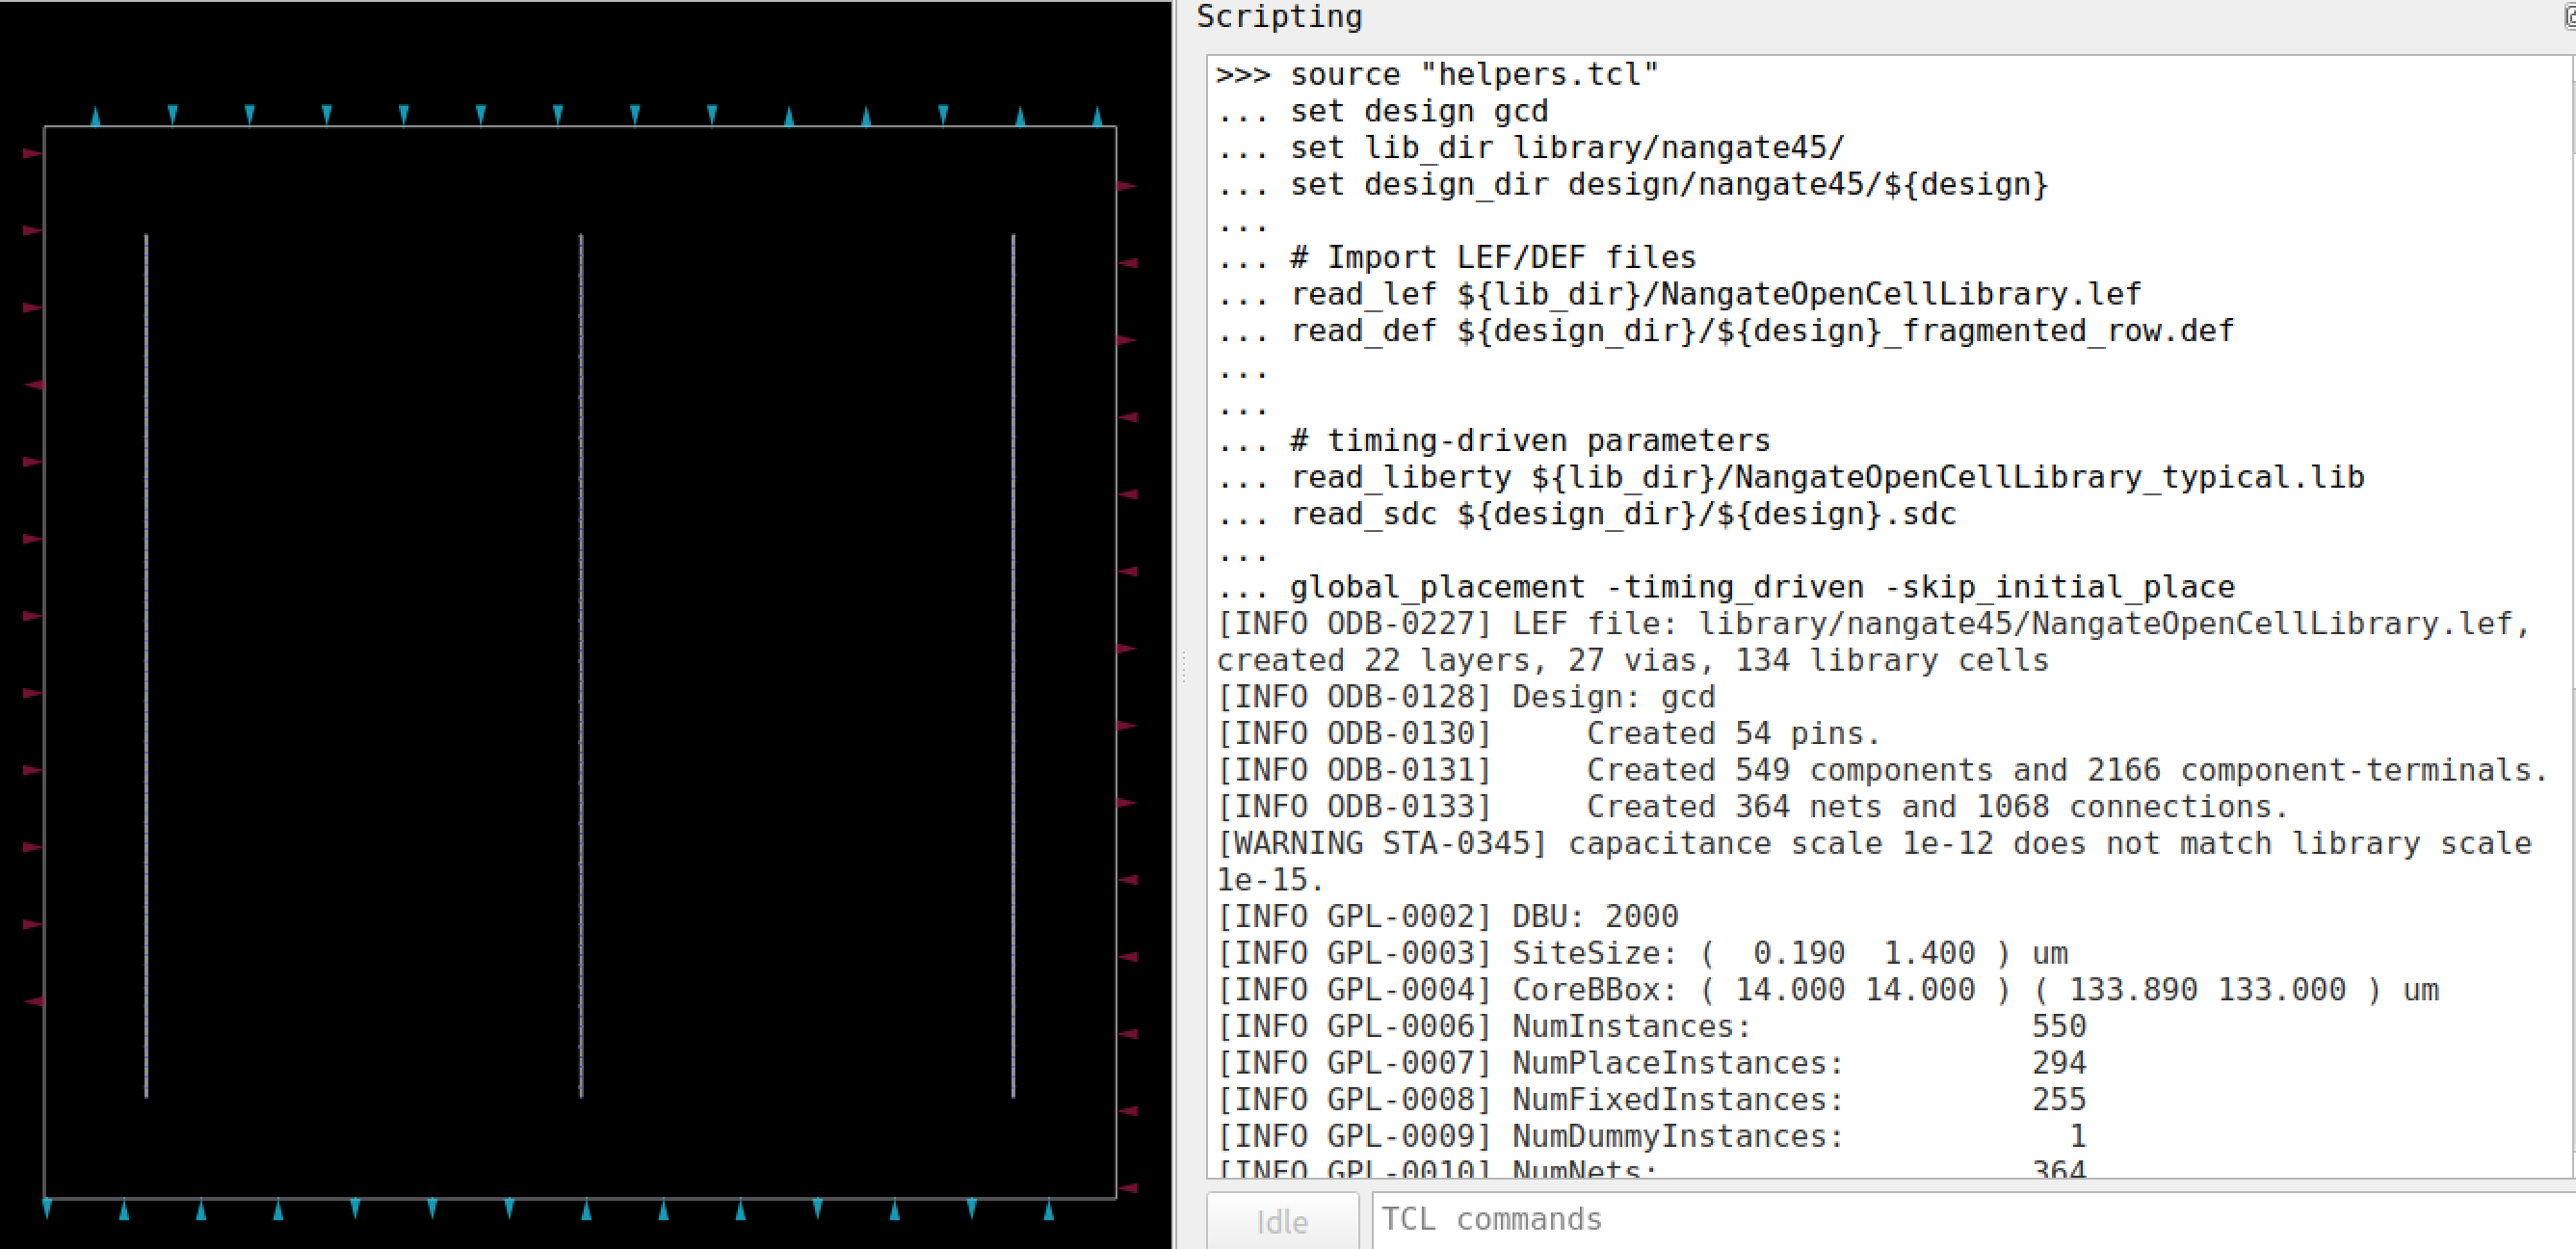 Scripting
>>> source "helpers.tcl"
... set design gcd
... set lib_dir library/nangate45/
... set design_dir design/nangate45/${design}
...
... # Import LEF/DEF files
... read_lef ${lib_dir}/NangateOpenCellLibrary.lef
... read_def ${design_dir}/${design}_fragmented_row.def
...
...
... # timing-driven parameters
... read_liberty ${lib_dir}/NangateOpenCellLibrary_typical.lib
... read_sdc ${design_dir}/${design}.sdc
...
... global_placement -timing_driven -skip_initial_place
[INFO ODB-0227] LEF file: library/nangate45/NangateOpenCellLibrary.lef,
created 22 layers, 27 vias, 134 library cells
[INFO ODB-0128] Design: gcd
[INFO ODB-0130]     Created 54 pins.
[INFO ODB-0131]     Created 549 components and 2166 component-terminals.
[INFO ODB-0133]     Created 364 nets and 1068 connections.
[WARNING STA-0345] capacitance scale 1e-12 does not match library scale
1e-15.
[INFO GPL-0002] DBU: 2000
[INFO GPL-0003] SiteSize: (  0.190  1.400 ) um
[INFO GPL-0004] CoreBBox: ( 14.000 14.000 ) ( 133.890 133.000 ) um
[INFO GPL-0006] NumInstances:               550
[INFO GPL-0007] NumPlaceInstances:          294
[INFO GPL-0008] NumFixedInstances:          255
[INFO GPL-0009] NumDummyInstances:            1
[INFO GPL-0010] NumNets:                    364
Idle
TCL commands